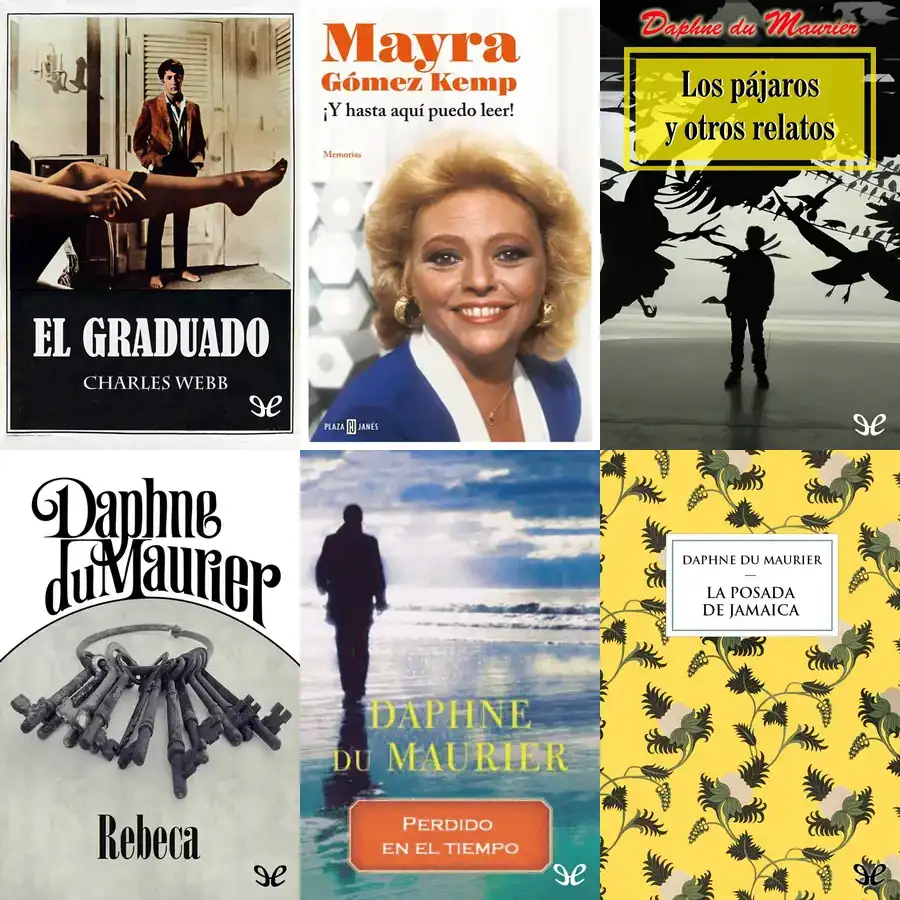 EL GRADUADO
CHARLES WEBB
Mayra
Gómez Kemp
¡Y hasta aquí puedo leer!
Memorias
PLAZA JANÉS
Daphne du Maurier
Los pájaros
y otros relatos
Daphne
du Maurier
Rebeca
DAPHNE
DU MAURIER
PERDIDO
EN EL TIEMPO
DAPHNE DU MAURIER
LA POSADA
DE JAMAICA